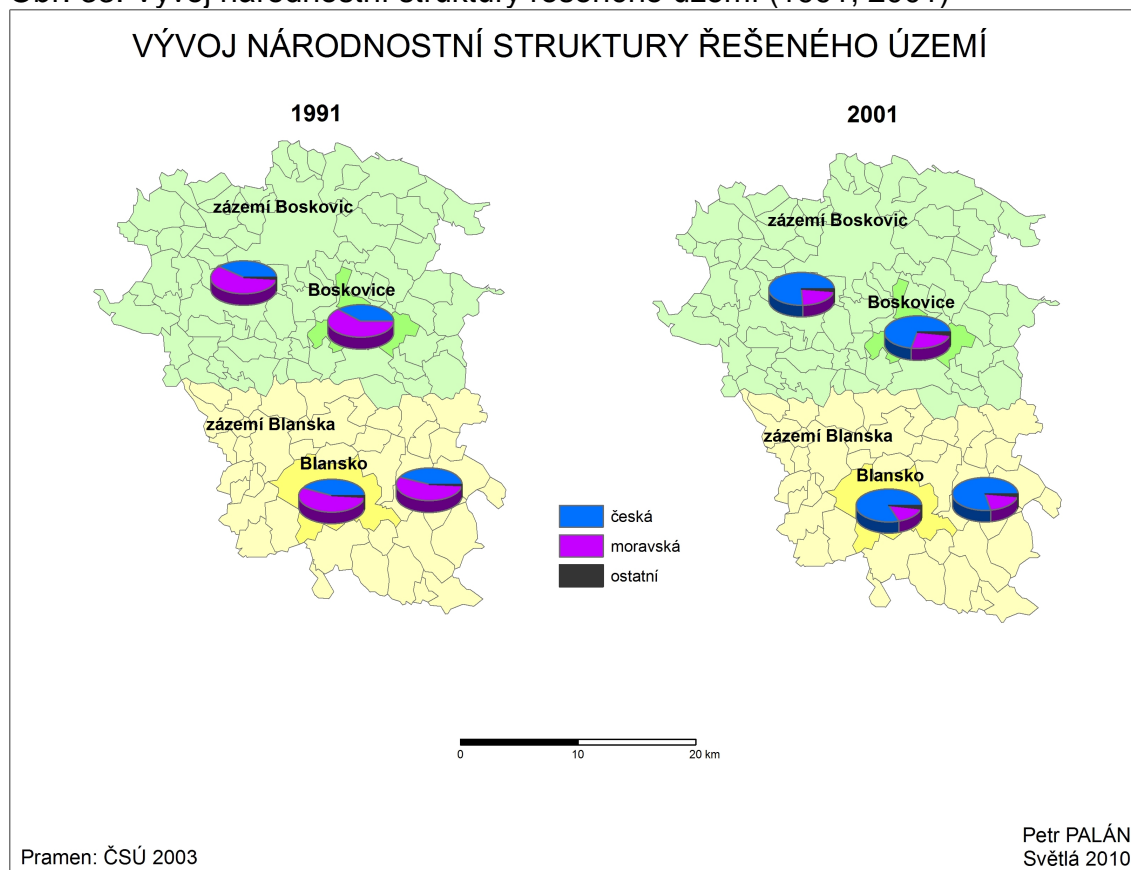 VÝVOJ NÁRODNOSTNÍ STRUKTURY ŘEŠENÉHO ÚZEMÍ
1991
2001
zázemí Boskovic
Boskovice
zázemí Blanska
Blansko
zázemí Boskovic
Boskovice
zázemí Blanska
Blansko
česká
moravská
ostatní
0 10 20 km
Pramen: ČSÚ 2003
Petr PALÁN
Světlá 2010